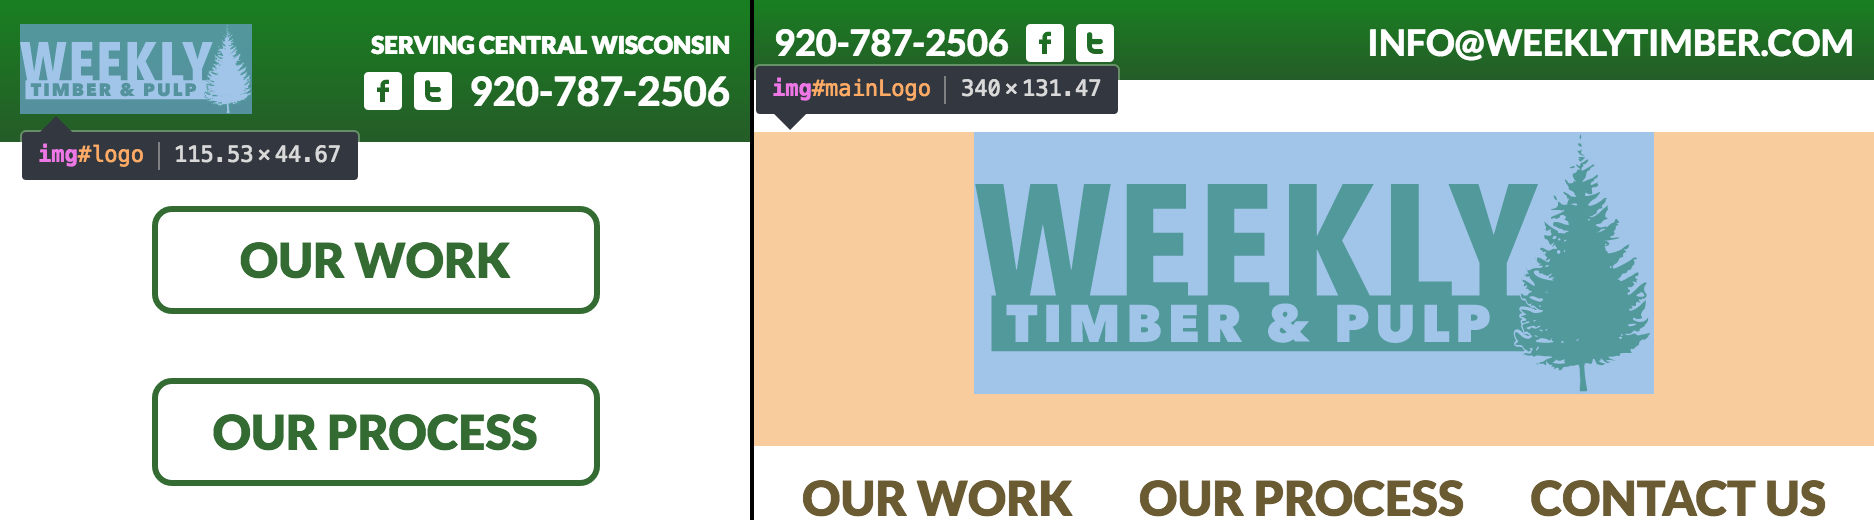 WEEKLY
TIMBER & PULP
SERVING CENTRAL WISCONSIN
920-787-2506
img#logo 115.53×44.67
OUR WORK
OUR PROCESS
920-787-2506
INFO@WEEKLYTIMBER.COM
img#mainLogo 340×131.47
WEEKLY
TIMBER & PULP
OUR WORK
OUR PROCESS
CONTACT US